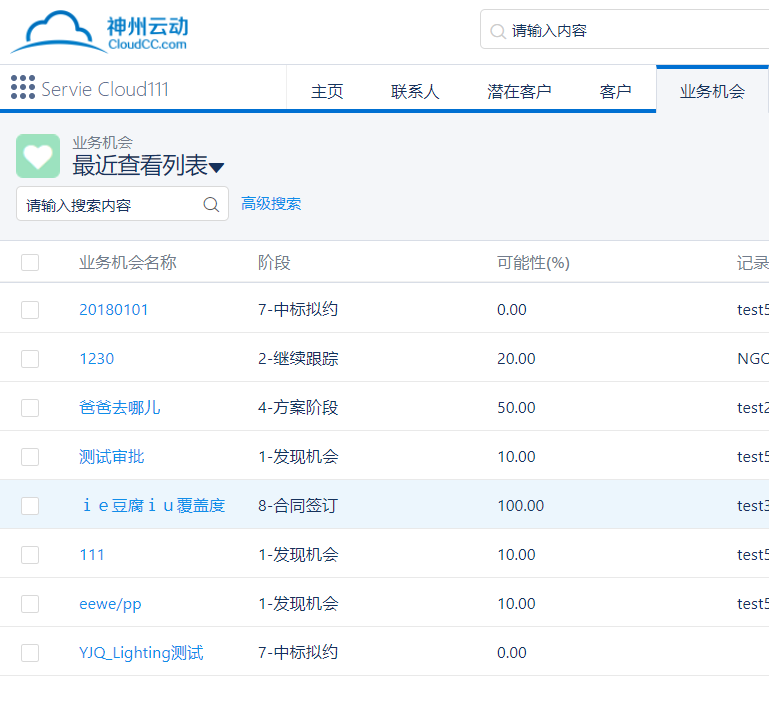 神州云动
CloudCC.com
请输入内容
Servie Cloud111
主页 联系人 潜在客户 客户 业务机会
业务机会
最近查看列表
请输入搜索内容 高级搜索
业务机会名称 阶段 可能性(%) 记录
20180101 7-中标拟约 0.00 test5
1230 2-继续跟踪 20.00 NGC
爸爸去哪儿 4-方案阶段 50.00 test2
测试审批 1-发现机会 10.00 test5
ｉｅ豆腐ｉｕ覆盖度 8-合同签订 100.00 test3
111 1-发现机会 10.00 test5
eewe/pp 1-发现机会 10.00 test5
YJQ_Lighting测试 7-中标拟约 0.00